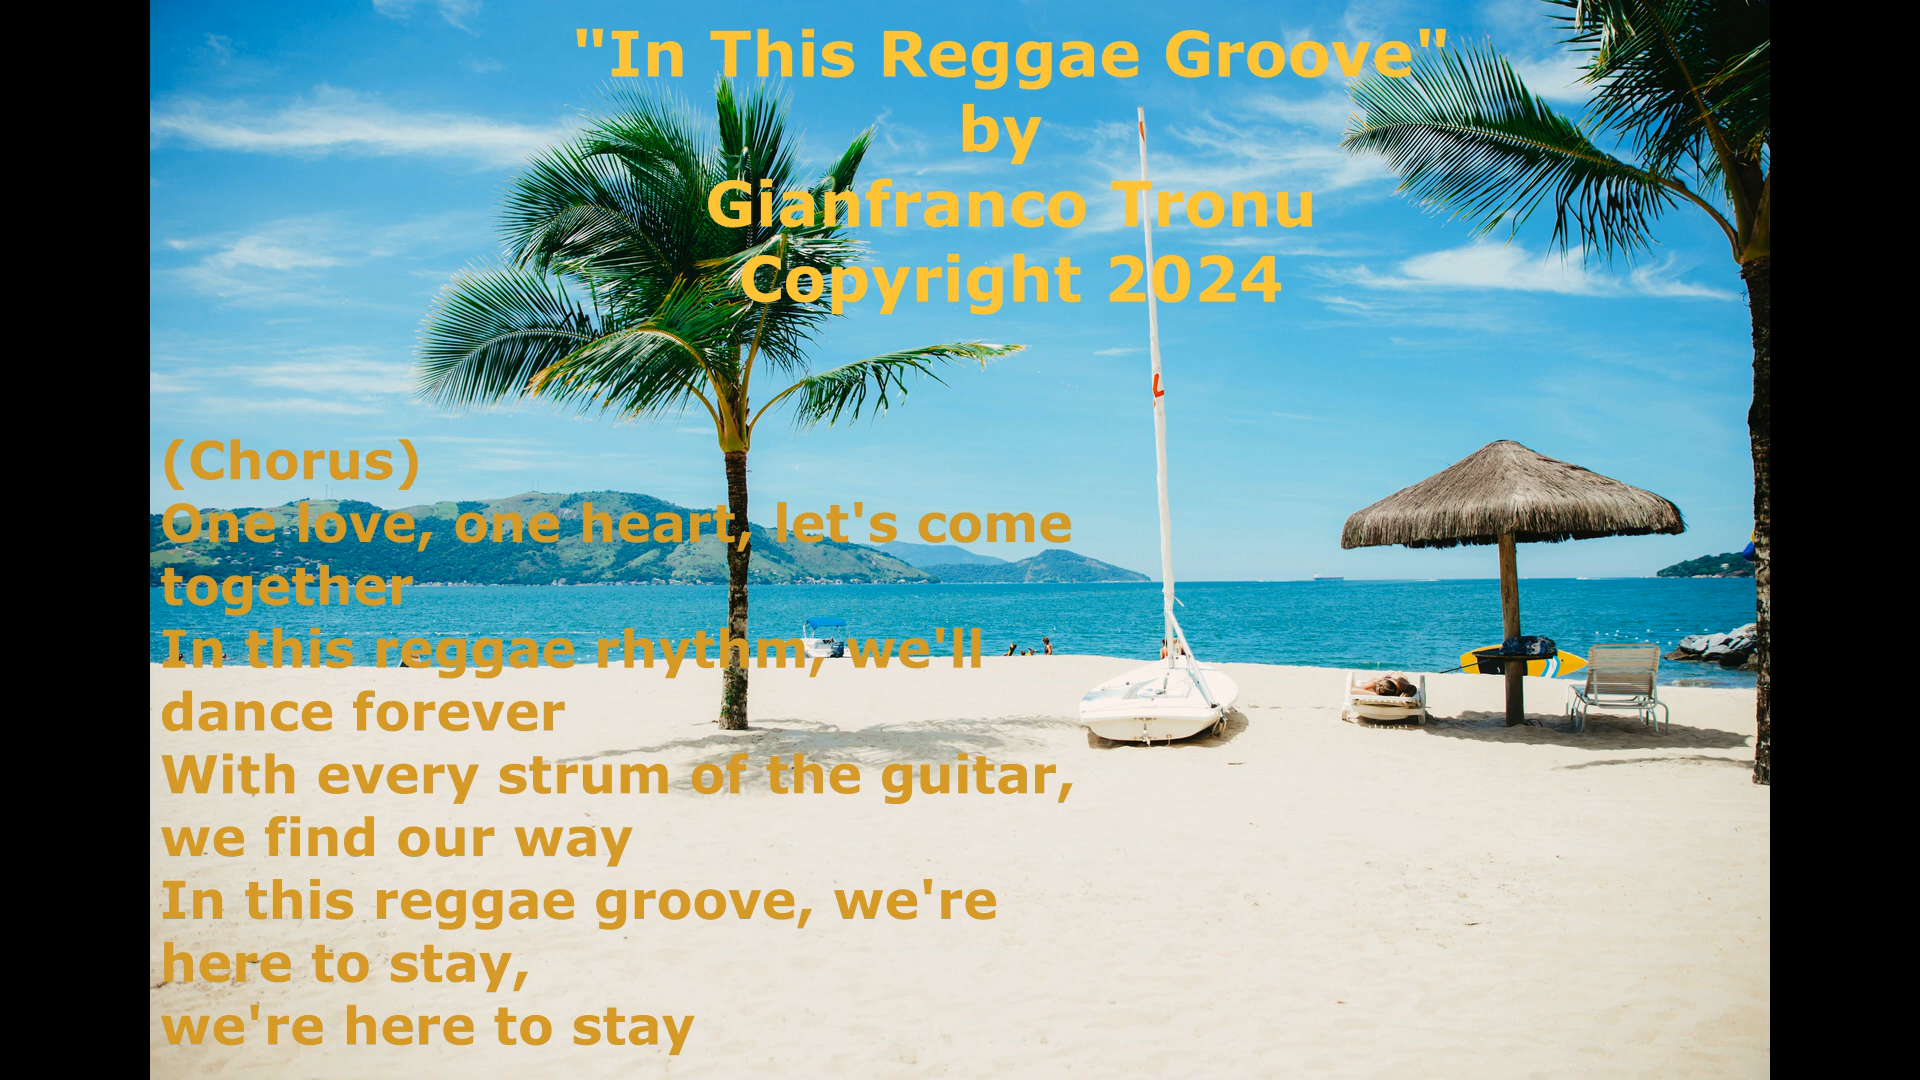 "In This Reggae Groove"
by
Gianfranco Tronu
Copyright 2024
(Chorus)
One love, one heart, let's come
together
In this reggae rhythm, we'll
dance forever
With every strum of the guitar,
we find our way
In this reggae groove, we're
here to stay,
we're here to stay